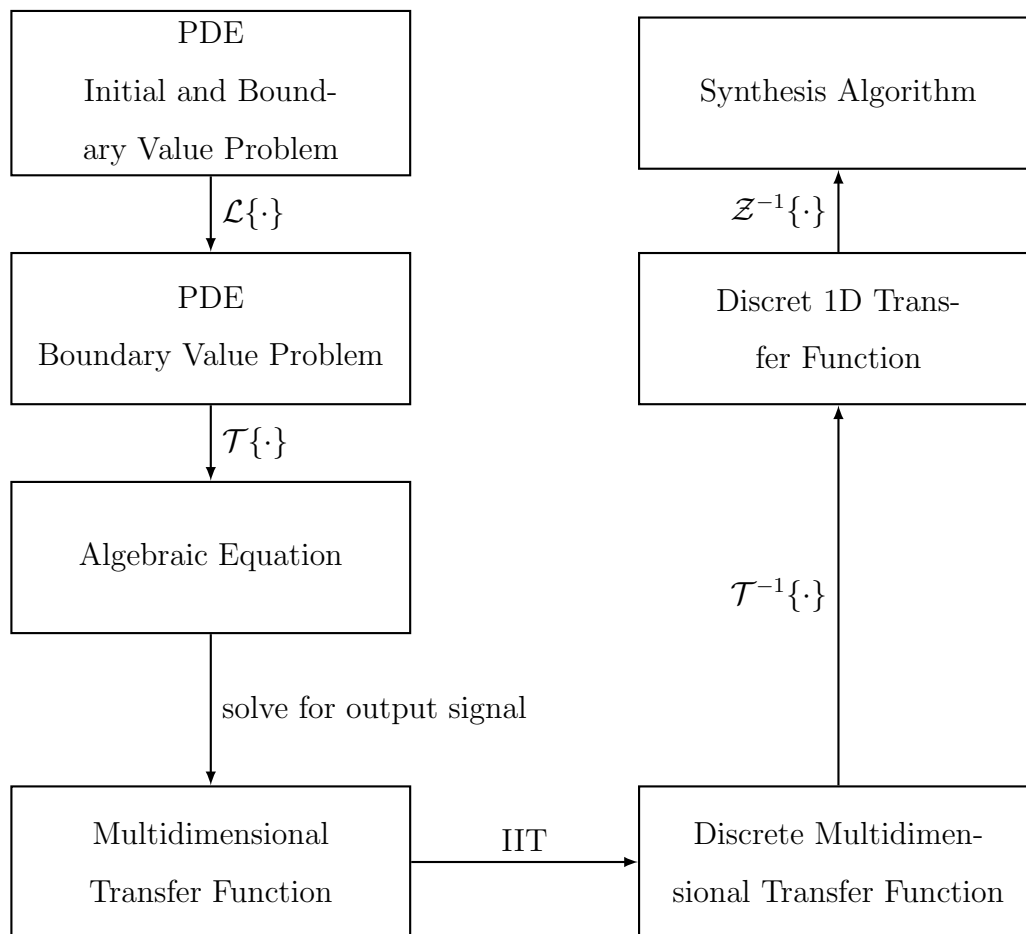 PDE
Initial and Bound-
ary Value Problem
ℒ{·}
PDE
Boundary Value Problem
𝒯{·}
Algebraic Equation
solve for output signal
Multidimensional
Transfer Function
IIT
Discrete Multidimen-
sional Transfer Function
𝒯⁻¹{·}
Discret 1D Trans-
fer Function
𝒵⁻¹{·}
Synthesis Algorithm